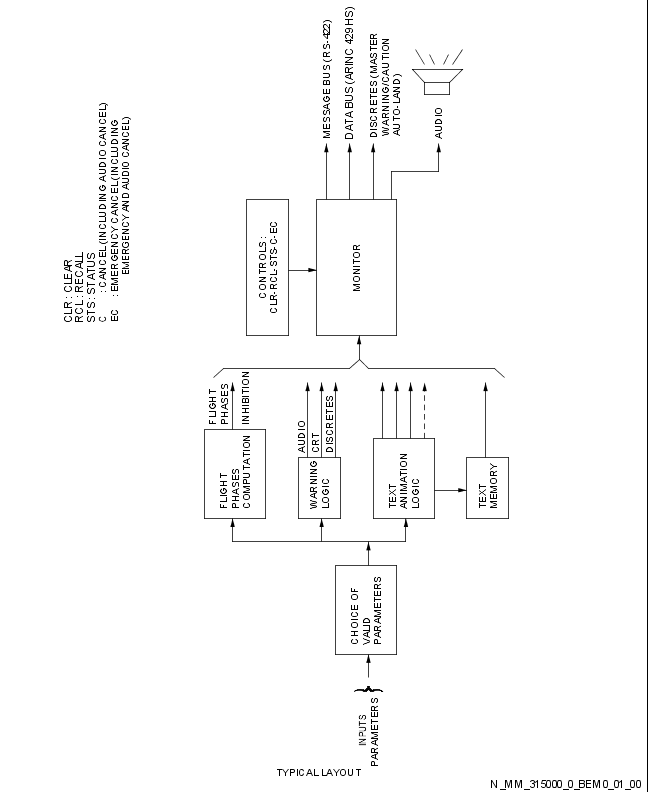 CLR : CLEAR
RCL : RECALL
STS : STATUS
C : CANCEL (INCLUDING AUDIO CANCEL)
EC : EMERGENCY CANCEL (INCLUDING
EMERGENCY AND AUDIO CANCEL)
INPUTS
PARAMETERS
CHOICE OF
VALID
PARAMETERS
FLIGHT
PHASES
COMPUTATION
FLIGHT
PHASES
INHIBITION
WARNING
LOGIC
AUDIO
CRT
DISCRETES
TEXT
ANIMATION
LOGIC
TEXT
MEMORY
CONTROLS :
CLR-RCL-STS-C-EC
MONITOR
MESSAGE BUS (RS-422)
DATA BUS (ARINC 429 HS)
DISCRETES (MASTER
WARNING/CAUTION
AUTO-LAND)
AUDIO
TYPICAL LAYOUT
N_MM_315000_0_BEM0_01_00